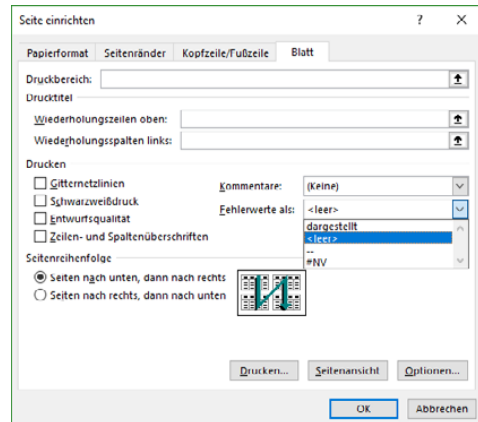 Seite einrichten ? ×
Papierformat Seitenränder Kopfzeile/Fußzeile Blatt
Druckbereich:
Drucktitel
Wiederholungszeilen oben:
Wiederholungsspalten links:
Drucken
Gitternetzlinien
Kommentare: (Keine)
Schwarzweißdruck
Fehlerwerte als: <leer>
Entwurfsqualität
dargestellt
<leer>
Zeilen- und Spaltenüberschriften
--
#NV
Seitenreihenfolge
Seiten nach unten, dann nach rechts
Seiten nach rechts, dann nach unten
Drucken... Seitenansicht Optionen...
OK Abbrechen